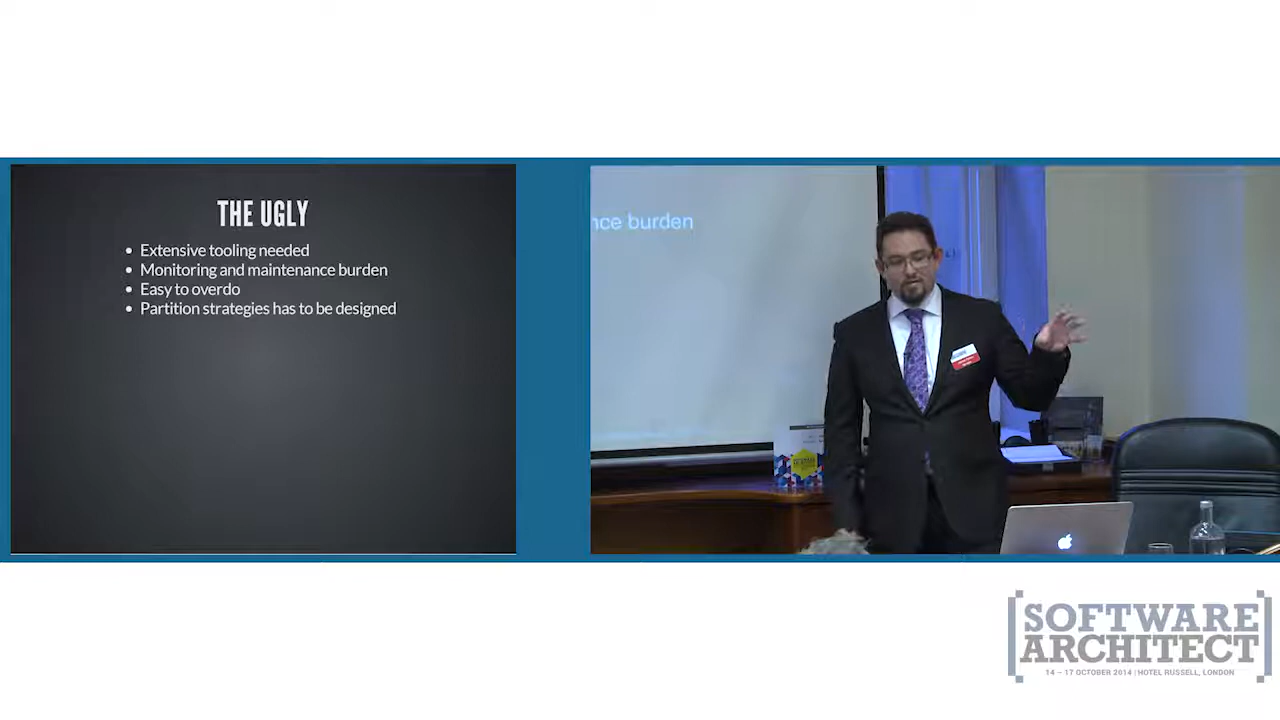 THE UGLY
Extensive tooling needed
Monitoring and maintenance burden
Easy to overdo
Partition strategies has to be designed
nce burden
[SOFTWARE
ARCHITECT]
14 – 17 OCTOBER 2014 | HOTEL RUSSELL, LONDON